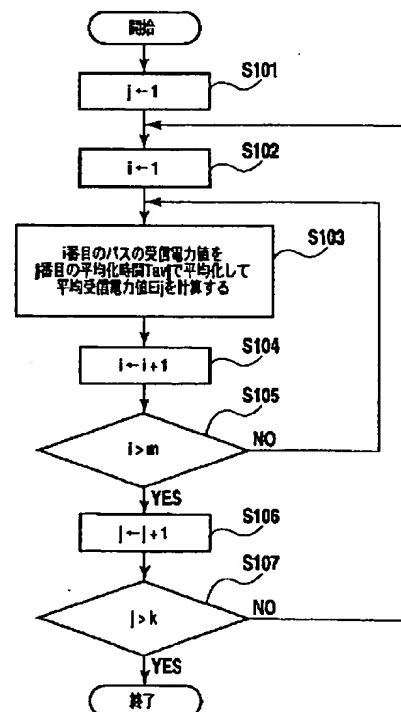 開始
S101
j←1
S102
i←1
S103
i番目のパスの受信電力値を
j番目の平均化時間Tavjで平均化して
平均受信電力値Eijを計算する
S104
i←i+1
S105
i>m
NO
YES
S106
j←j+1
S107
j>k
NO
YES
終了